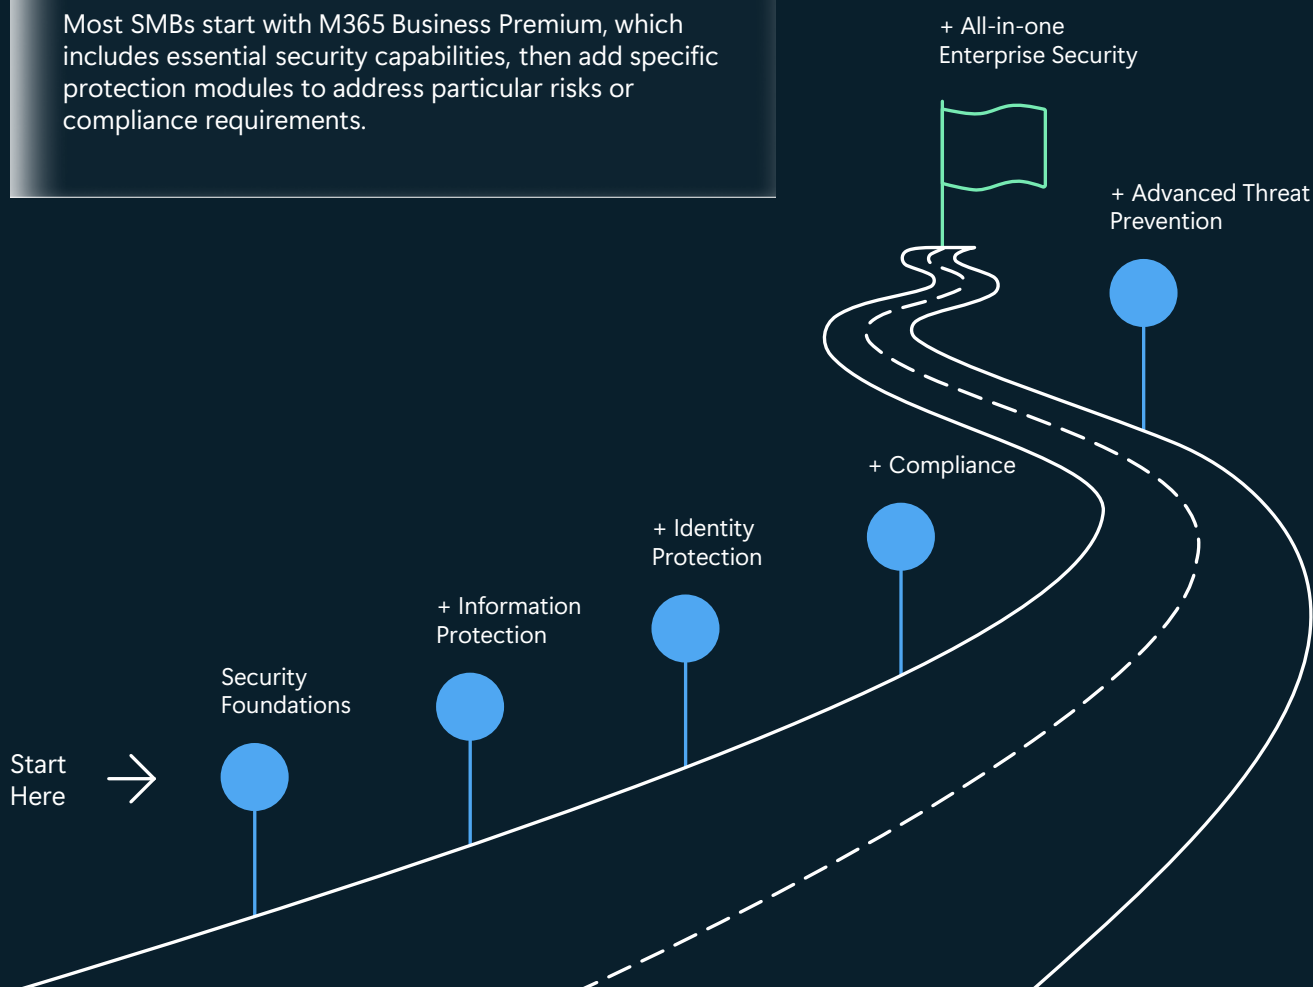 Most SMBs start with M365 Business Premium, which
includes essential security capabilities, then add specific
protection modules to address particular risks or
compliance requirements.
+ All-in-one
Enterprise Security
+ Advanced Threat
Prevention
+ Compliance
+ Identity
Protection
+ Information
Protection
Security
Foundations
Start
Here